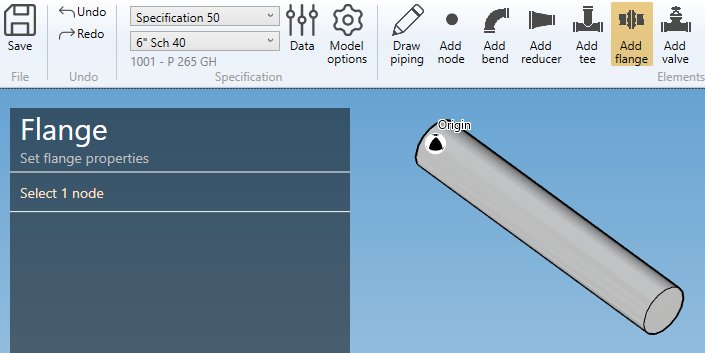 Save
Undo
Redo
Specification 50
6" Sch 40
1001 - P 265 GH
Data
Model
options
Draw
piping
Add
node
Add
bend
Add
reducer
Add
tee
Add
flange
Add
valve
File
Undo
Specification
Elements
Flange
Set flange properties
Select 1 node
Origin